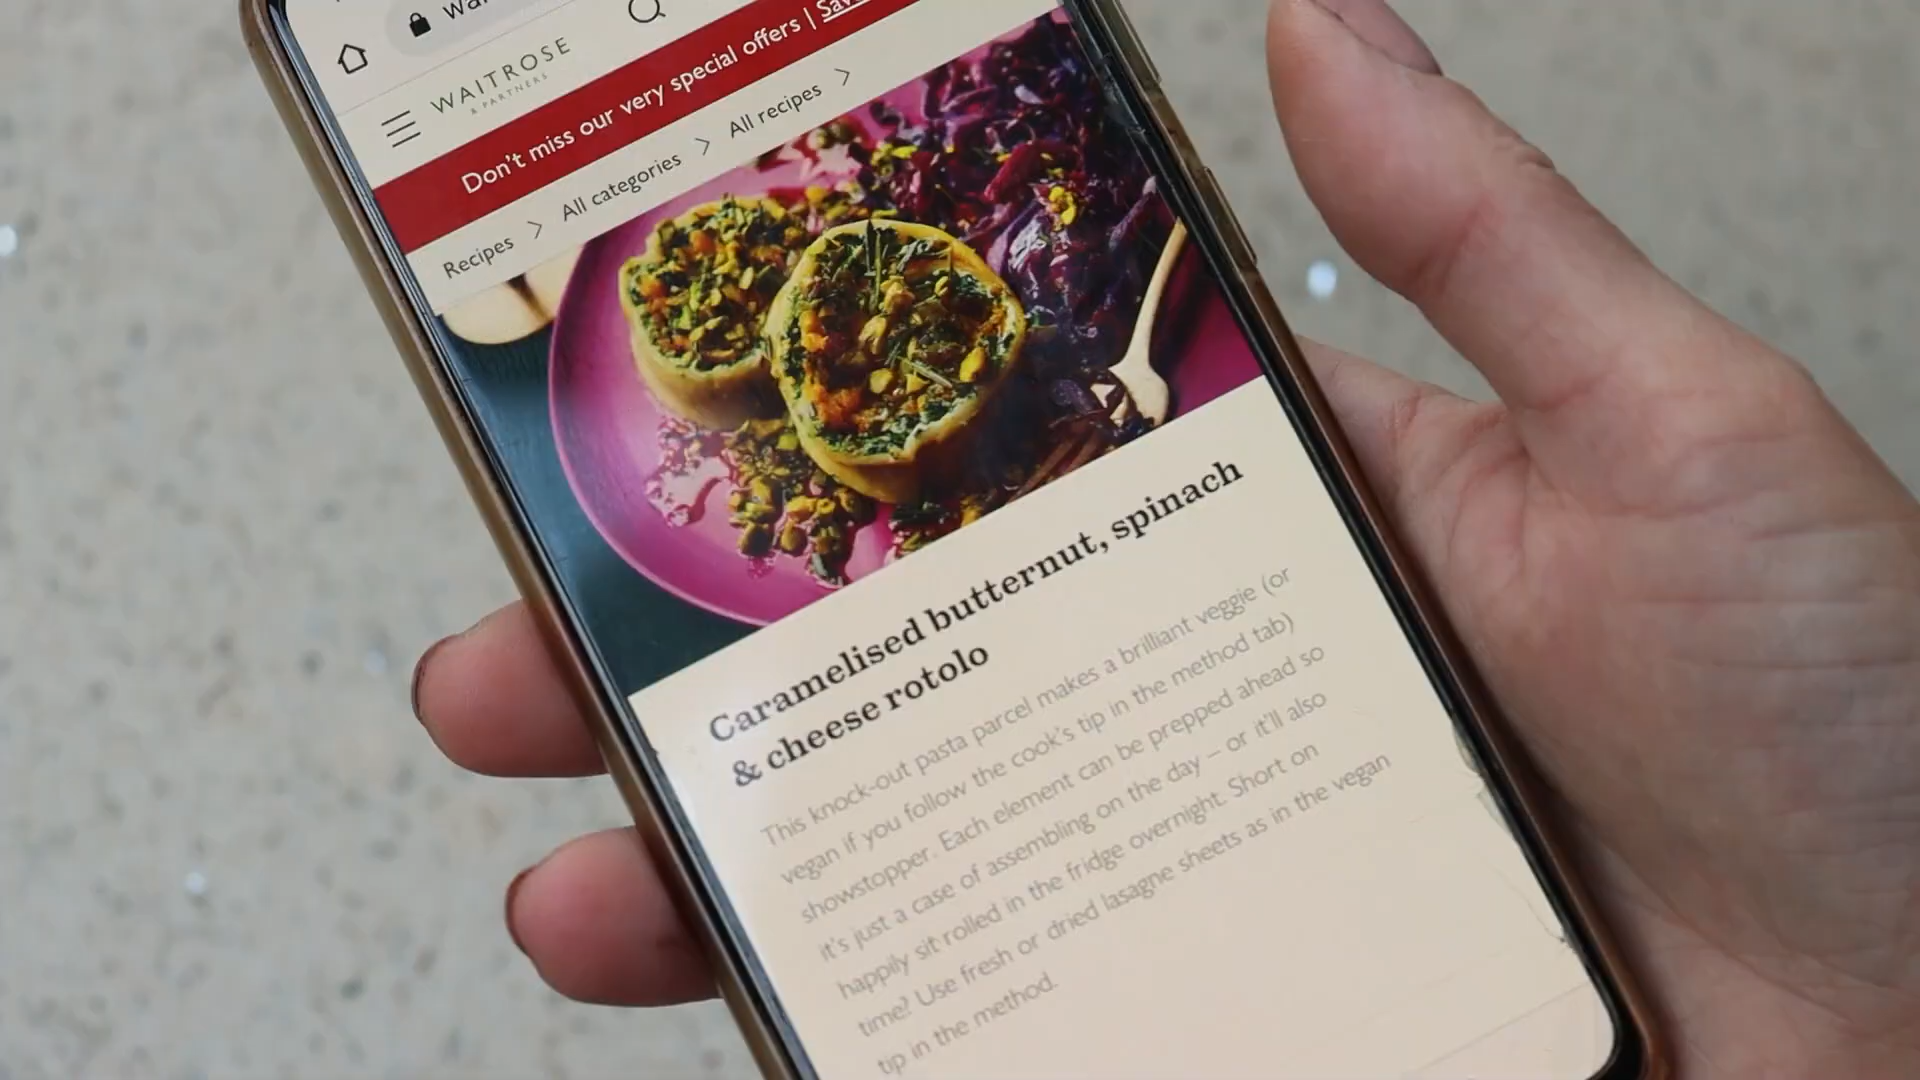 WAITROSE
& PARTNERS
Don't miss our very special offers |
Recipes > All categories > All recipes >
Caramelised butternut, spinach
& cheese rotolo
This knock-out pasta parcel makes a brilliant veggie (or
vegan if you follow the cook's tip in the method tab)
showstopper. Each element can be prepped ahead so
it's just a case of assembling on the day – or it'll also
happily sit rolled in the fridge overnight. Short on
time? Use fresh or dried lasagne sheets as in the vegan
tip in the method.